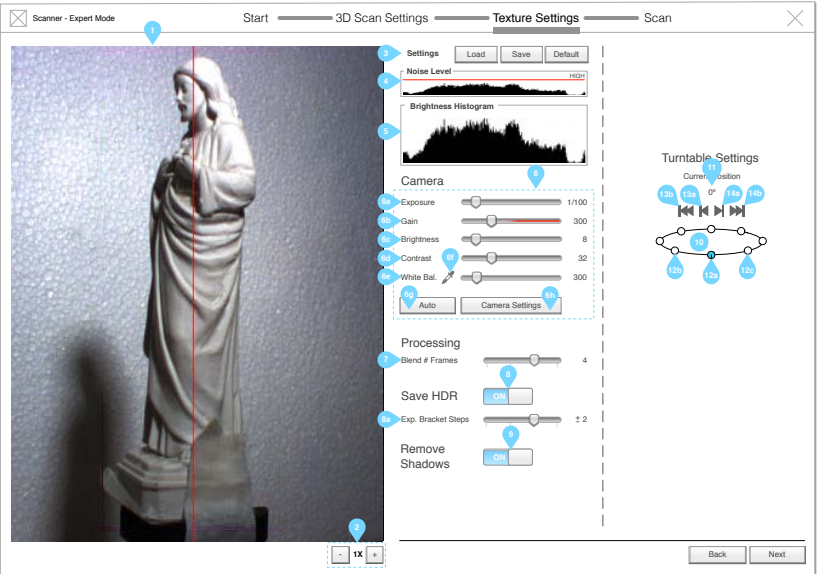 Scanner - Expert Mode
Start 3D Scan Settings Texture Settings Scan
1
3 Settings Load Save Default
Noise Level
HIGH
4
Brightness Histogram
5
Camera
6
6a Exposure 1/100
6b Gain 300
6c Brightness 8
6d Contrast 32
6f
6e White Bal. 300
6g Auto Camera Settings 6h
Processing
7 Blend # Frames 4
8
Save HDR ON
8a Exp. Bracket Steps ± 2
9
Remove
Shadows
ON
2
- 1X +
Turntable Settings
Current Position
11
0°
13b 13a 14a 14b
10
12b 12a 12c
Back Next